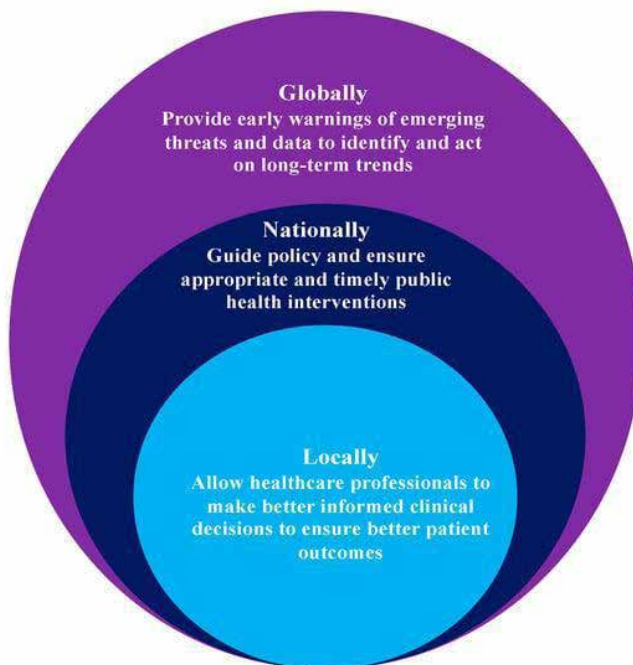 Globally
Provide early warnings of emerging
threats and data to identify and act
on long-term trends
Nationally
Guide policy and ensure
appropriate and timely public
health interventions
Locally
Allow healthcare professionals to
make better informed clinical
decisions to ensure better patient
outcomes